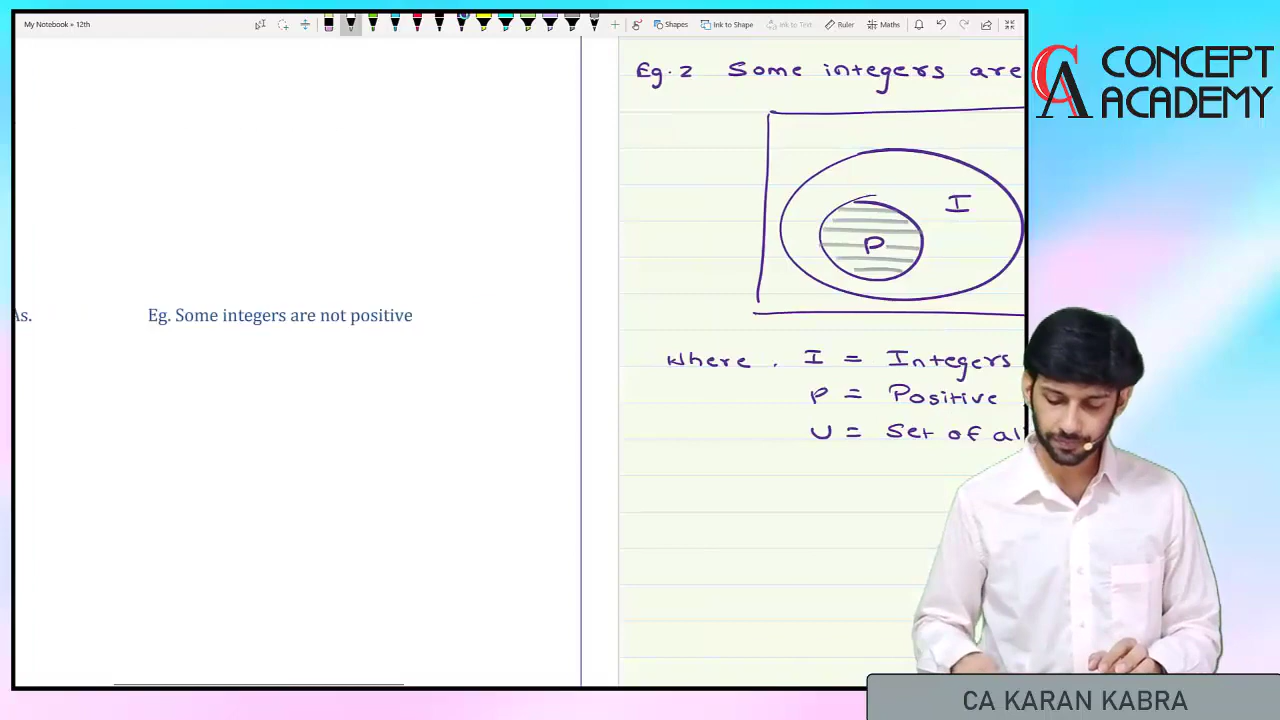 My Notebook » 12th
Shapes
Ink to Shape
Ink to Text
Ruler
Maths
CONCEPT
ACADEMY
Eg. 2 Some integers are
I
P
As. Eg. Some integers are not positive
Where . I = Integers
P = Positive
U = Set of al
CA KARAN KABRA